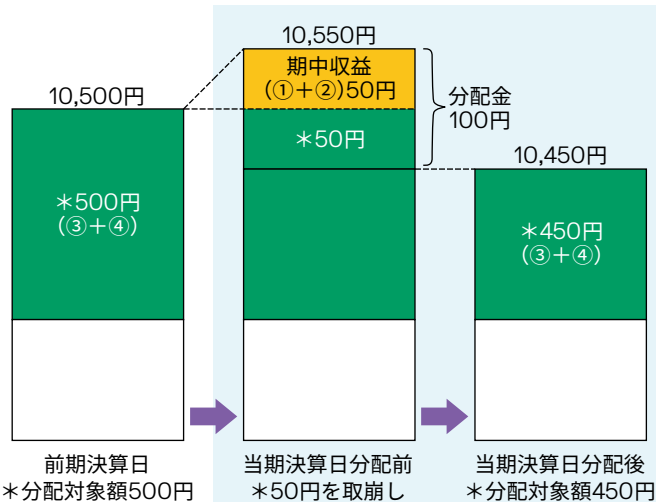 10,550円
期中収益
(①＋②)50円
10,500円
分配金
100円
＊50円
10,450円
＊500円
(③＋④)
＊450円
(③＋④)
前期決算日
＊分配対象額500円
当期決算日分配前
＊50円を取崩し
当期決算日分配後
＊分配対象額450円